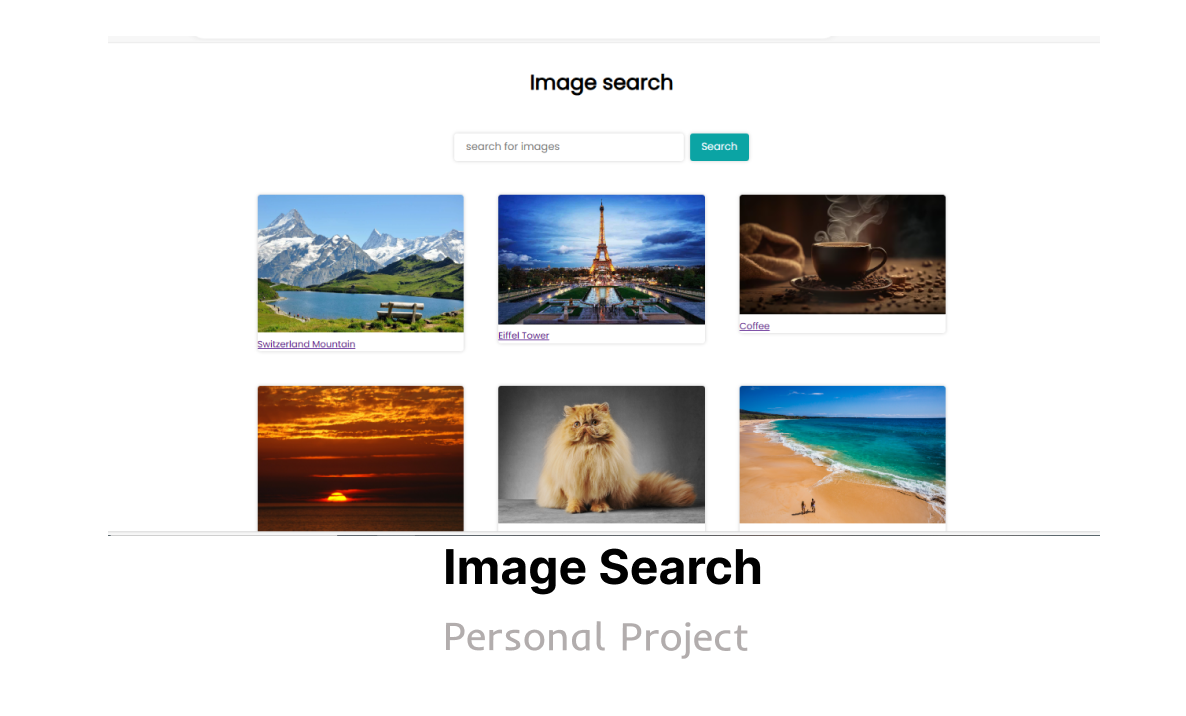 Image search
search for images
Search
Switzerland Mountain
Eiffel Tower
Coffee
Image Search
Personal Project